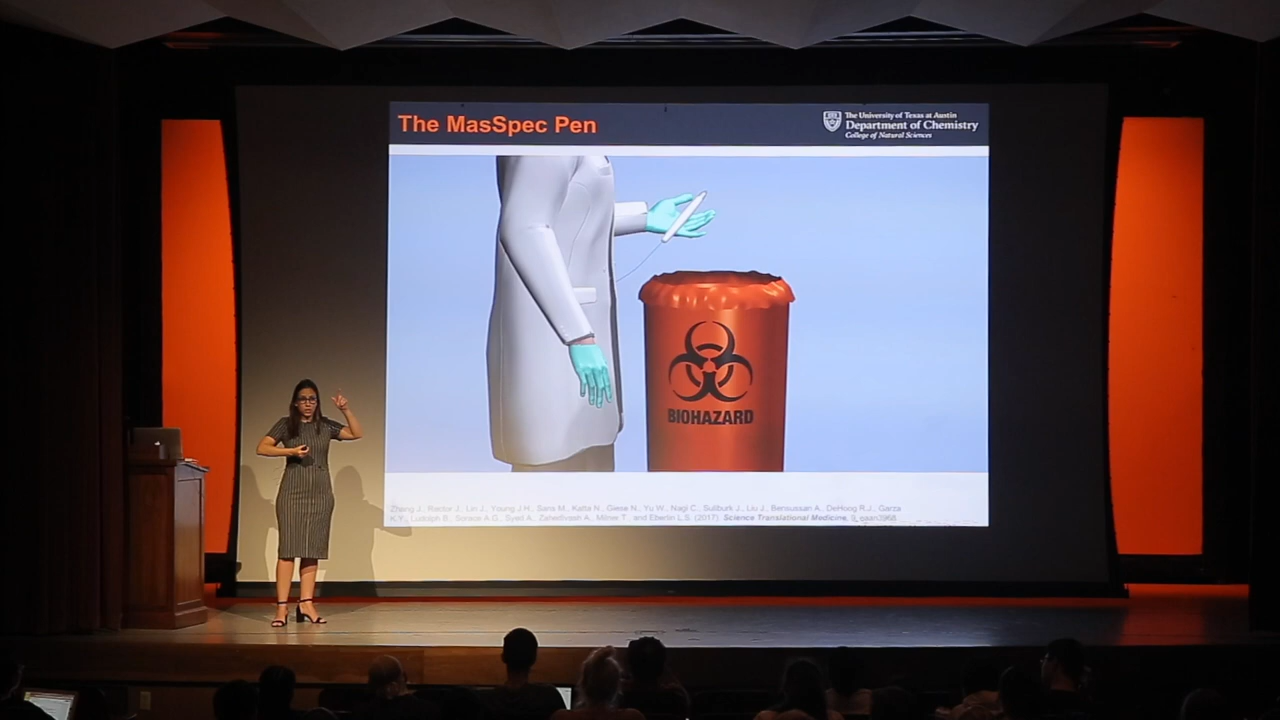 The MasSpec Pen
The University of Texas at Austin
Department of Chemistry
College of Natural Sciences
BIOHAZARD
Zhang J., Rector J., Lin J., Young J.H., Sans M., Katta N., Giese N., Yu W., Nagi C., Suliburk J., Liu J., Bensussan A., DeHoog R.J., Garza
K.Y., Ludolph B., Sorace A.G., Syed A., Zahedivash A., Milner T., and Eberlin L.S. (2017) Science Translational Medicine, 9,